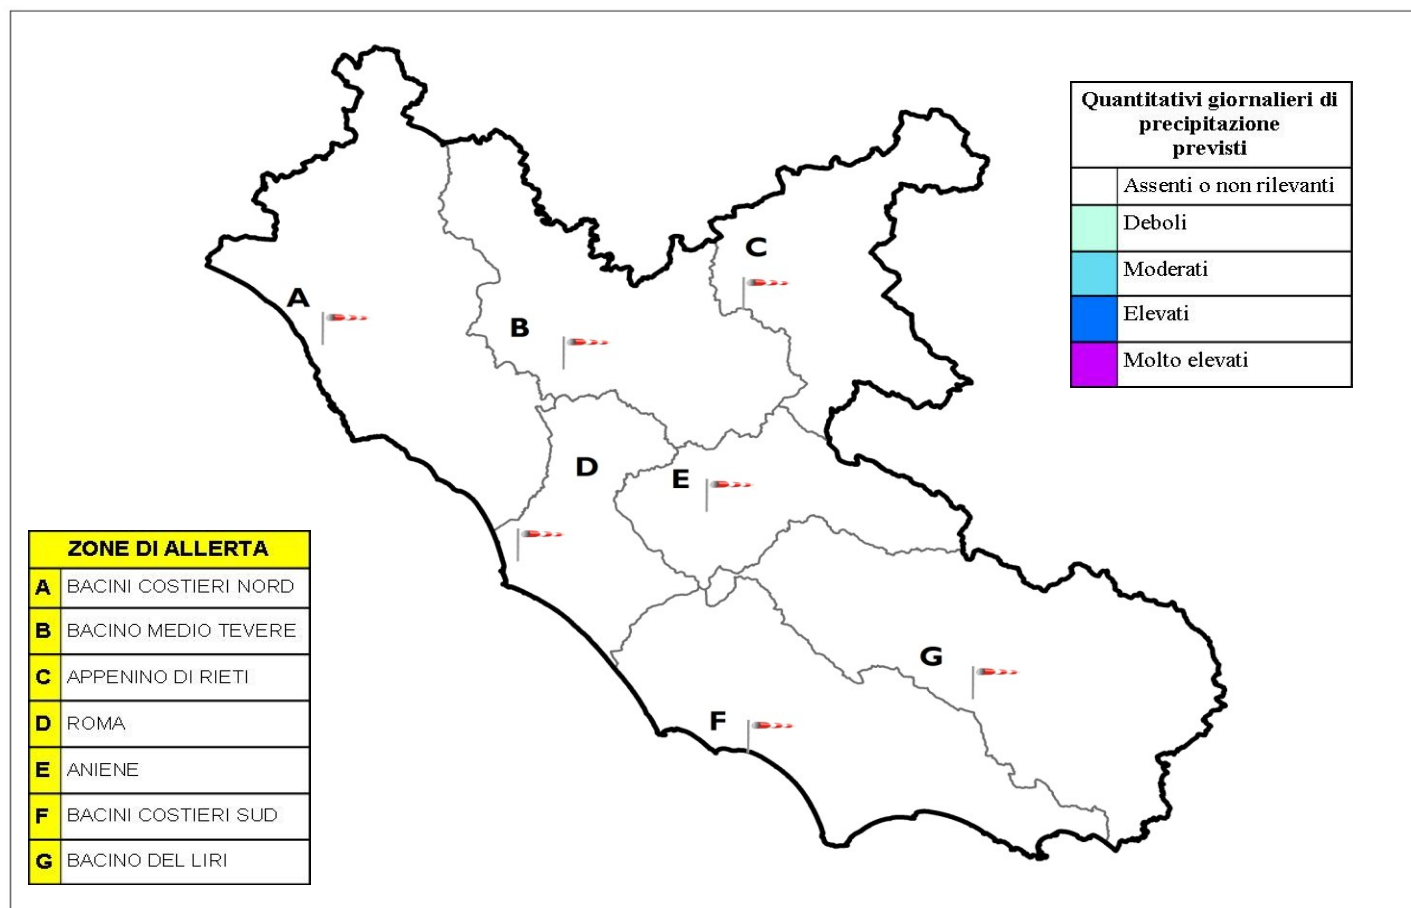 Quantitativi giornalieri di
precipitazione
previsti
Assenti o non rilevanti
Deboli
Moderati
Elevati
Molto elevati
C
A
B
D
E
G
F
ZONE DI ALLERTA
A BACINI COSTIERI NORD
B BACINO MEDIO TEVERE
C APPENINO DI RIETI
D ROMA
E ANIENE
F BACINI COSTIERI SUD
G BACINO DEL LIRI